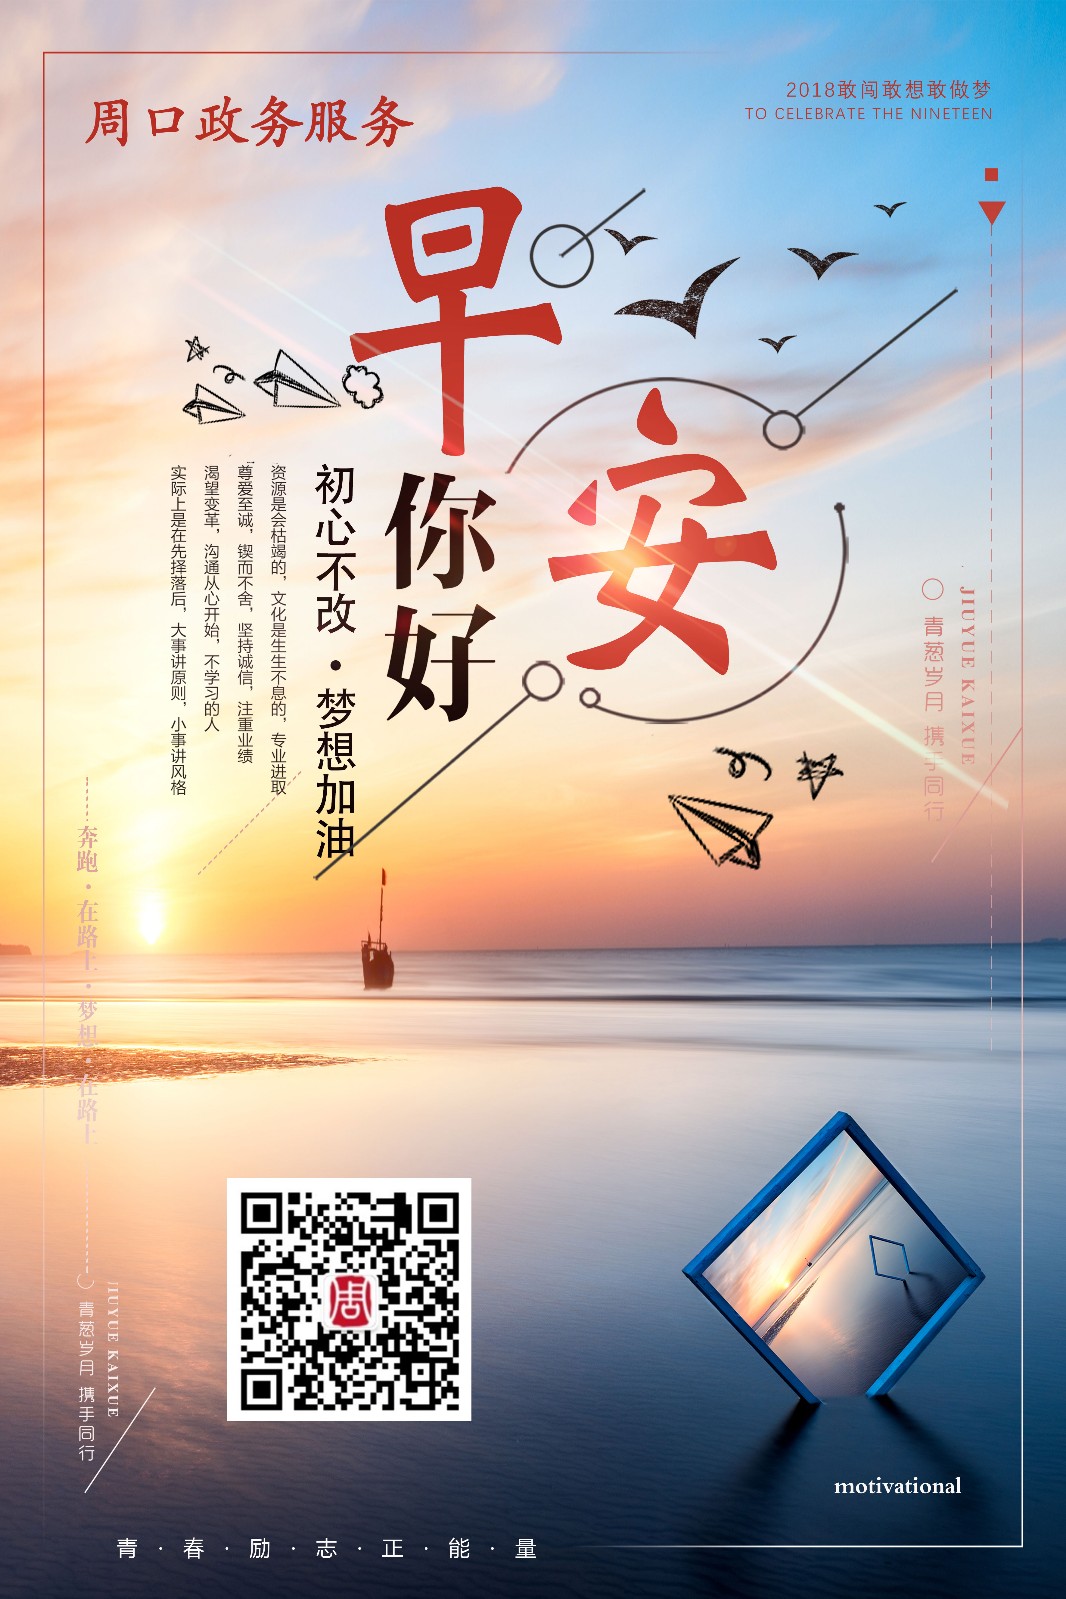 周口政务服务
2018敢闯敢想敢做梦
TO CELEBRATE THE NINETEEN
早
安
你好
初心不改·梦想加油
资源是会枯竭的，文化是生生不息的，专业进取
尊爱至诚，锲而不舍，坚持诚信，注重业绩
渴望变革，沟通从心开始，不学习的人
实际上是在先择落后，大事讲原则，小事讲风格
JIUYUE KAIXUE
青葱岁月 携手同行
奔跑·在路上·梦想·在路上
JIUYUE KAIXUE
青葱岁月 携手同行
周
motivational
青·春·励·志·正·能·量